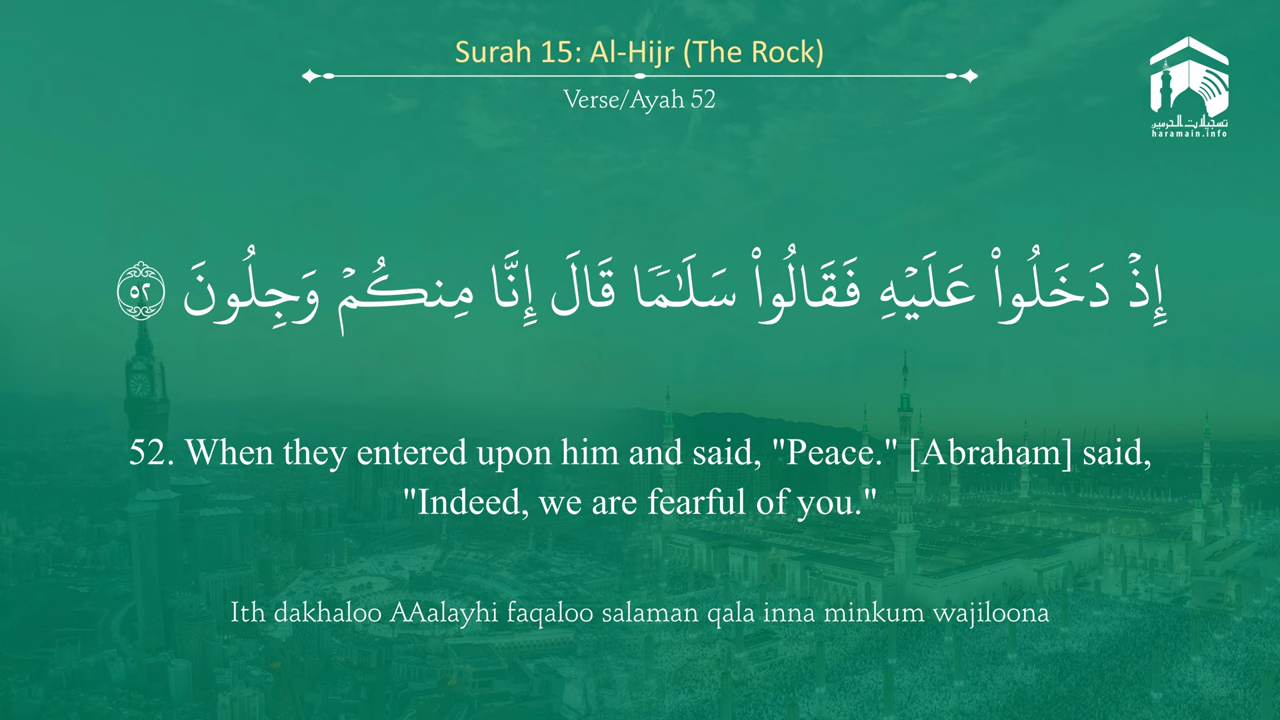 Surah 15: Al-Hijr (The Rock)
Verse/Ayah 52
تسجيلات الحرمين
haramain.info
إِذْ دَخَلُوا۟ عَلَيْهِ فَقَالُوا۟ سَلَـٰمًا قَالَ إِنَّا مِنكُمْ وَجِلُونَ ٥٢
52. When they entered upon him and said, "Peace." [Abraham] said,
"Indeed, we are fearful of you."
Ith dakhaloo AAalayhi faqaloo salaman qala inna minkum wajiloona